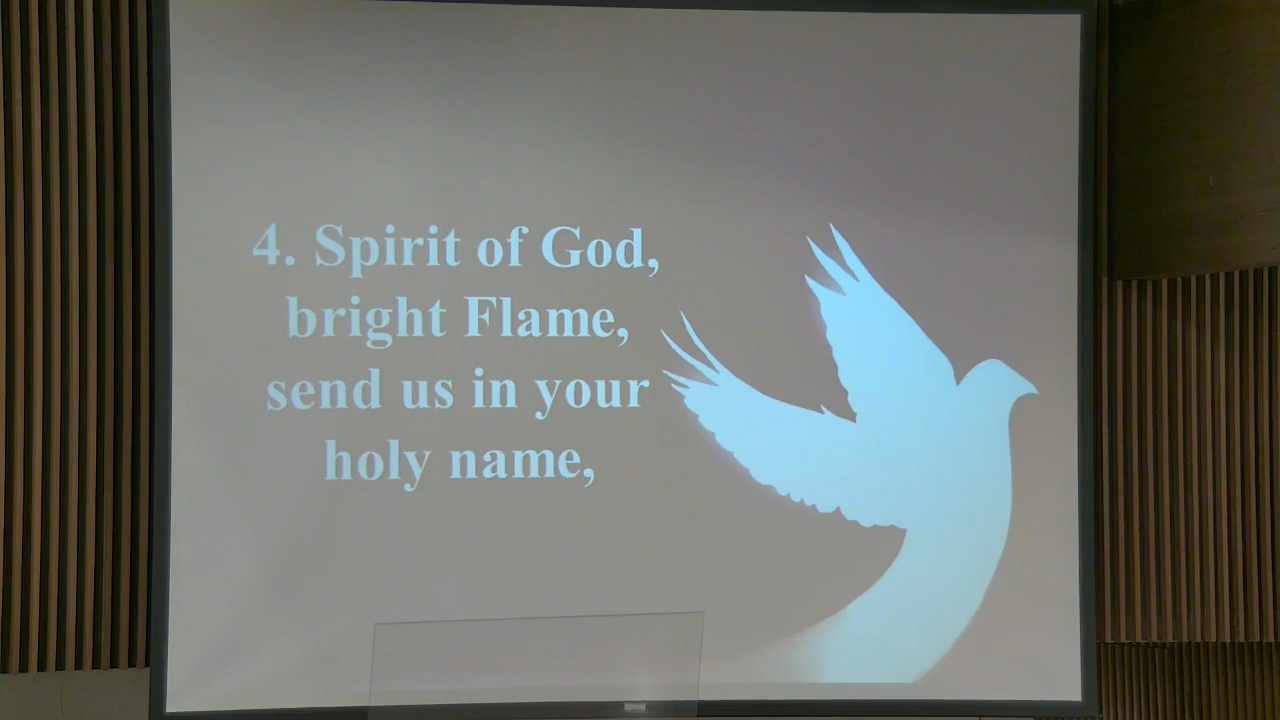 4. Spirit of God,
bright Flame,
send us in your
holy name,